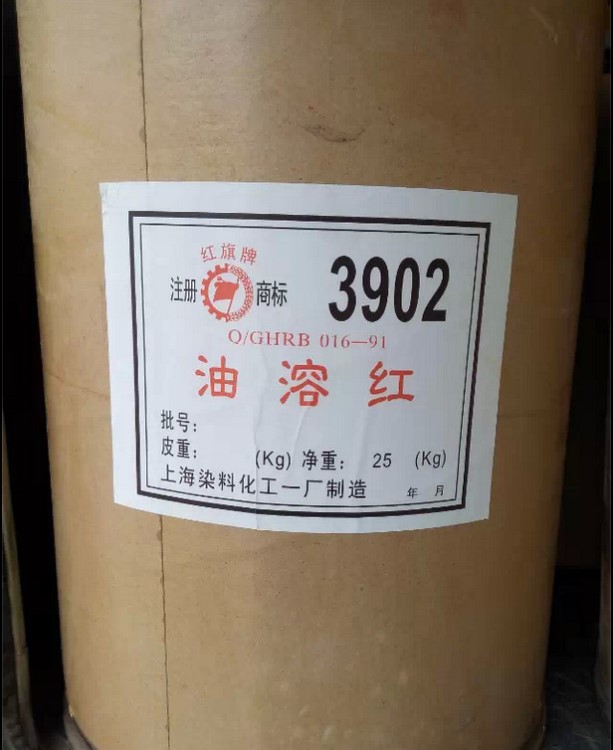 红旗牌
注册 商标 3902
Q/GHRB 016—91
油溶红
批号：
皮重： (Kg) 净重： 25 (Kg)
上海染料化工一厂制造 年 月